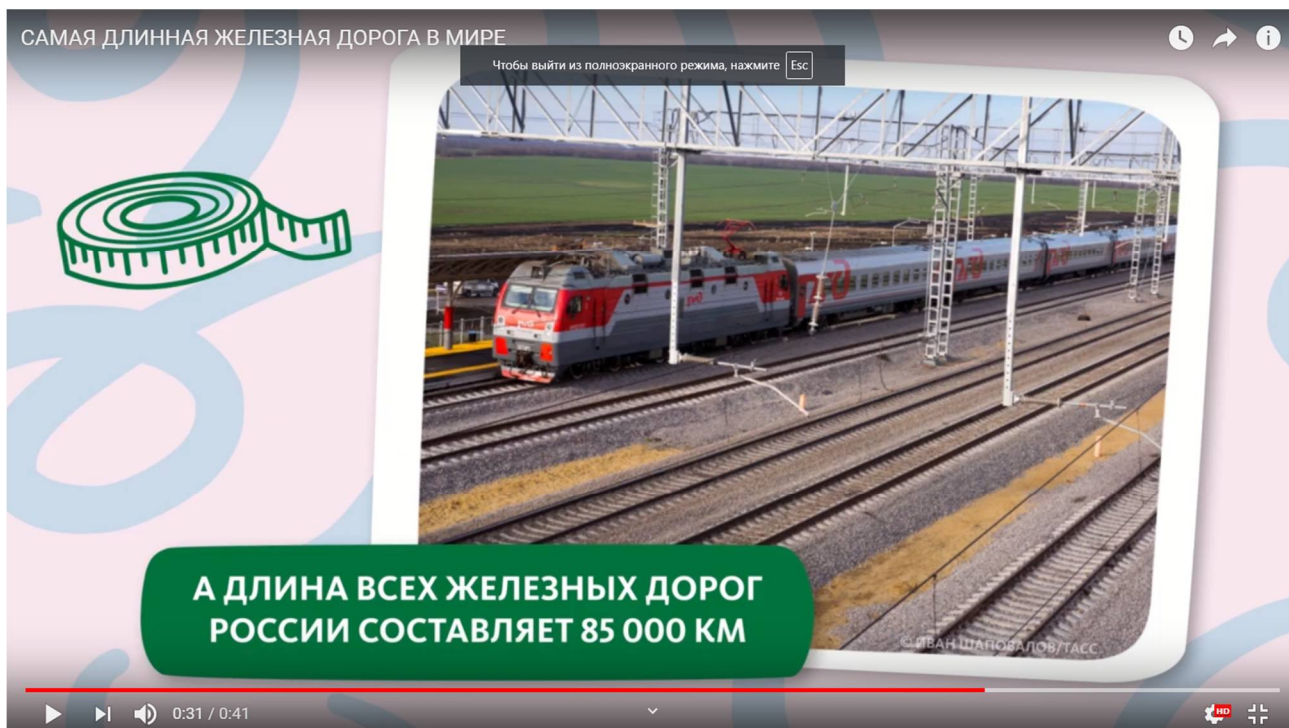 САМАЯ ДЛИННАЯ ЖЕЛЕЗНАЯ ДОРОГА В МИРЕ
Чтобы выйти из полноэкранного режима, нажмите Esc
А ДЛИНА ВСЕХ ЖЕЛЕЗНЫХ ДОРОГ
РОССИИ СОСТАВЛЯЕТ 85 000 КМ
© ИВАН ШАПОВАЛОВ/ТАСС
0:31 / 0:41
HD